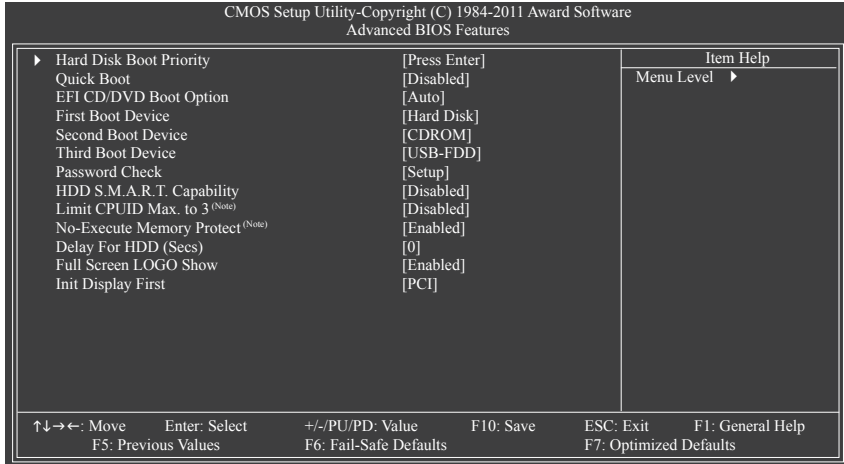 CMOS Setup Utility-Copyright (C) 1984-2011 Award Software
Advanced BIOS Features
Hard Disk Boot Priority [Press Enter]
Quick Boot [Disabled]
EFI CD/DVD Boot Option [Auto]
First Boot Device [Hard Disk]
Second Boot Device [CDROM]
Third Boot Device [USB-FDD]
Password Check [Setup]
HDD S.M.A.R.T. Capability [Disabled]
Limit CPUID Max. to 3 (Note) [Disabled]
No-Execute Memory Protect (Note) [Enabled]
Delay For HDD (Secs) [0]
Full Screen LOGO Show [Enabled]
Init Display First [PCI]
Item Help
Menu Level
↑↓→←: Move Enter: Select +/-/PU/PD: Value F10: Save ESC: Exit F1: General Help
F5: Previous Values F6: Fail-Safe Defaults F7: Optimized Defaults